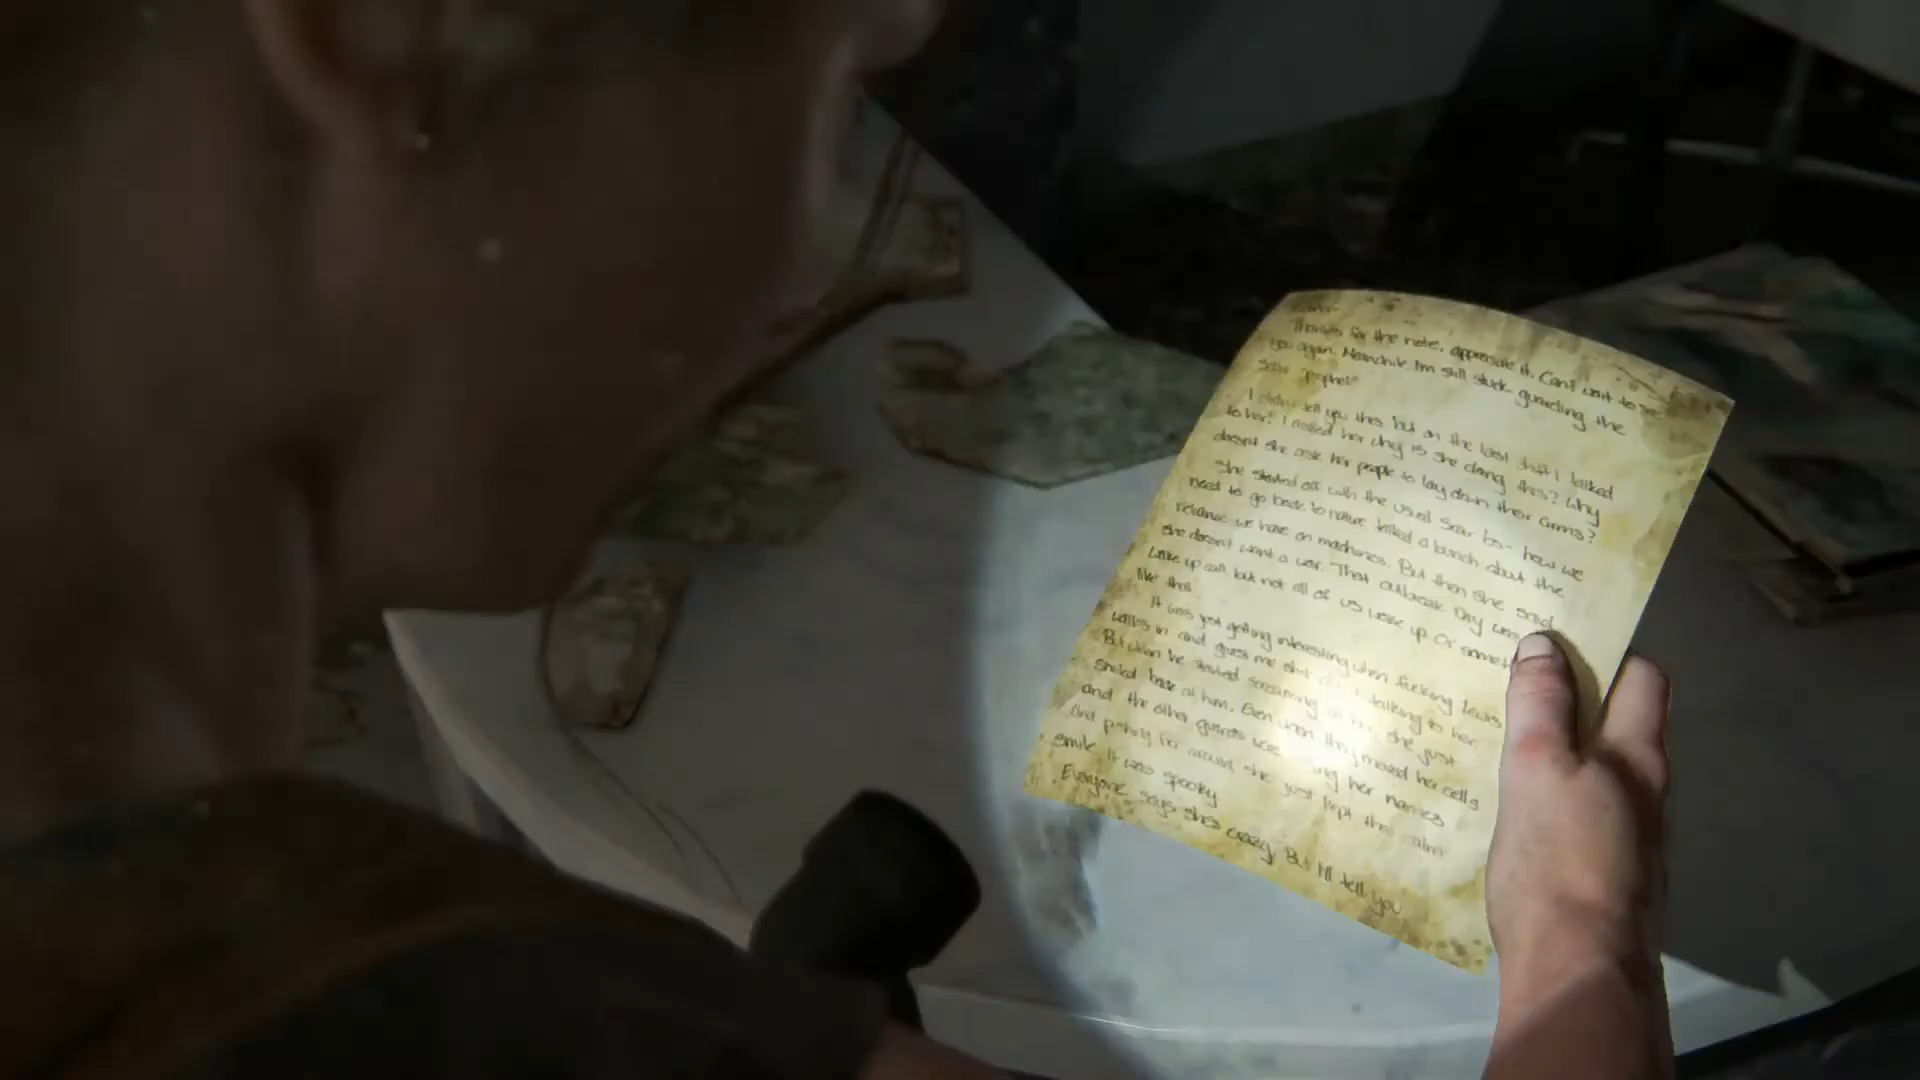 Thanks for the note, appreciate it. Can't wait to see
you again. Meanwhile I'm still stuck guarding the
Scar "prophet"
I didn't tell you this but on the last shift I talked
to her! I asked her why is she doing this? Why
doesn't she ask her people to lay down their arms?
She started off with the usual Scar bs - how we
need to go back to nature, talked a bunch about the
reliance we have on machines. But then she said
she doesn't want a war. That outbreak Day was
wake up call but not all of us woke up. Or
like that.
It was just getting interesting when fucking Lewis
walks in and gives me shit talking to her.
But when he started screaming at her, she just
smiled back at him. Even when they moved her cells
and the other guards were her names
and pushing her around, she just kept that calm
smile. It was spooky
Everyone says she's crazy. But I'll tell you